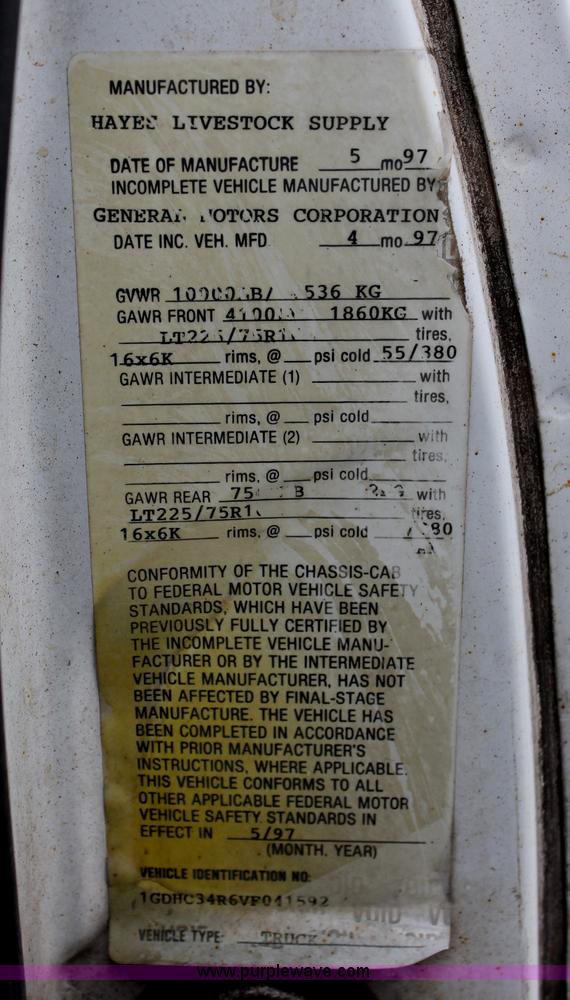 MANUFACTURED BY:
HAYES LIVESTOCK SUPPLY
DATE OF MANUFACTURE 5 mo 97
INCOMPLETE VEHICLE MANUFACTURED BY:
GENERAL MOTORS CORPORATION
DATE INC. VEH. MFD 4 mo. 97
GVWR 536 KG
GAWR FRONT 1860KG with
tires,
16x6K rims, @ psi cold 55/380
GAWR INTERMEDIATE (1) with
tires,
rims, @ psi cold
GAWR INTERMEDIATE (2) with
tires,
rims, @ psi cold
GAWR REAR with
tires,
16x6K rims, @ psi cold
CONFORMITY OF THE CHASSIS-CAB
TO FEDERAL MOTOR VEHICLE SAFETY
STANDARDS, WHICH HAVE BEEN
PREVIOUSLY FULLY CERTIFIED BY
THE INCOMPLETE VEHICLE MANU-
FACTURER OR BY THE INTERMEDIATE
VEHICLE MANUFACTURER, HAS NOT
BEEN AFFECTED BY FINAL-STAGE
MANUFACTURE. THE VEHICLE HAS
BEEN COMPLETED IN ACCORDANCE
WITH PRIOR MANUFACTURER'S
INSTRUCTIONS, WHERE APPLICABLE.
THIS VEHICLE CONFORMS TO ALL
OTHER APPLICABLE FEDERAL MOTOR
VEHICLE SAFETY STANDARDS IN
EFFECT IN 5/97
(MONTH, YEAR)
VEHICLE IDENTIFICATION NO:
1GDHC34R6VF041592
VEHICLE TYPE: TRUCK
www.purplewave.com